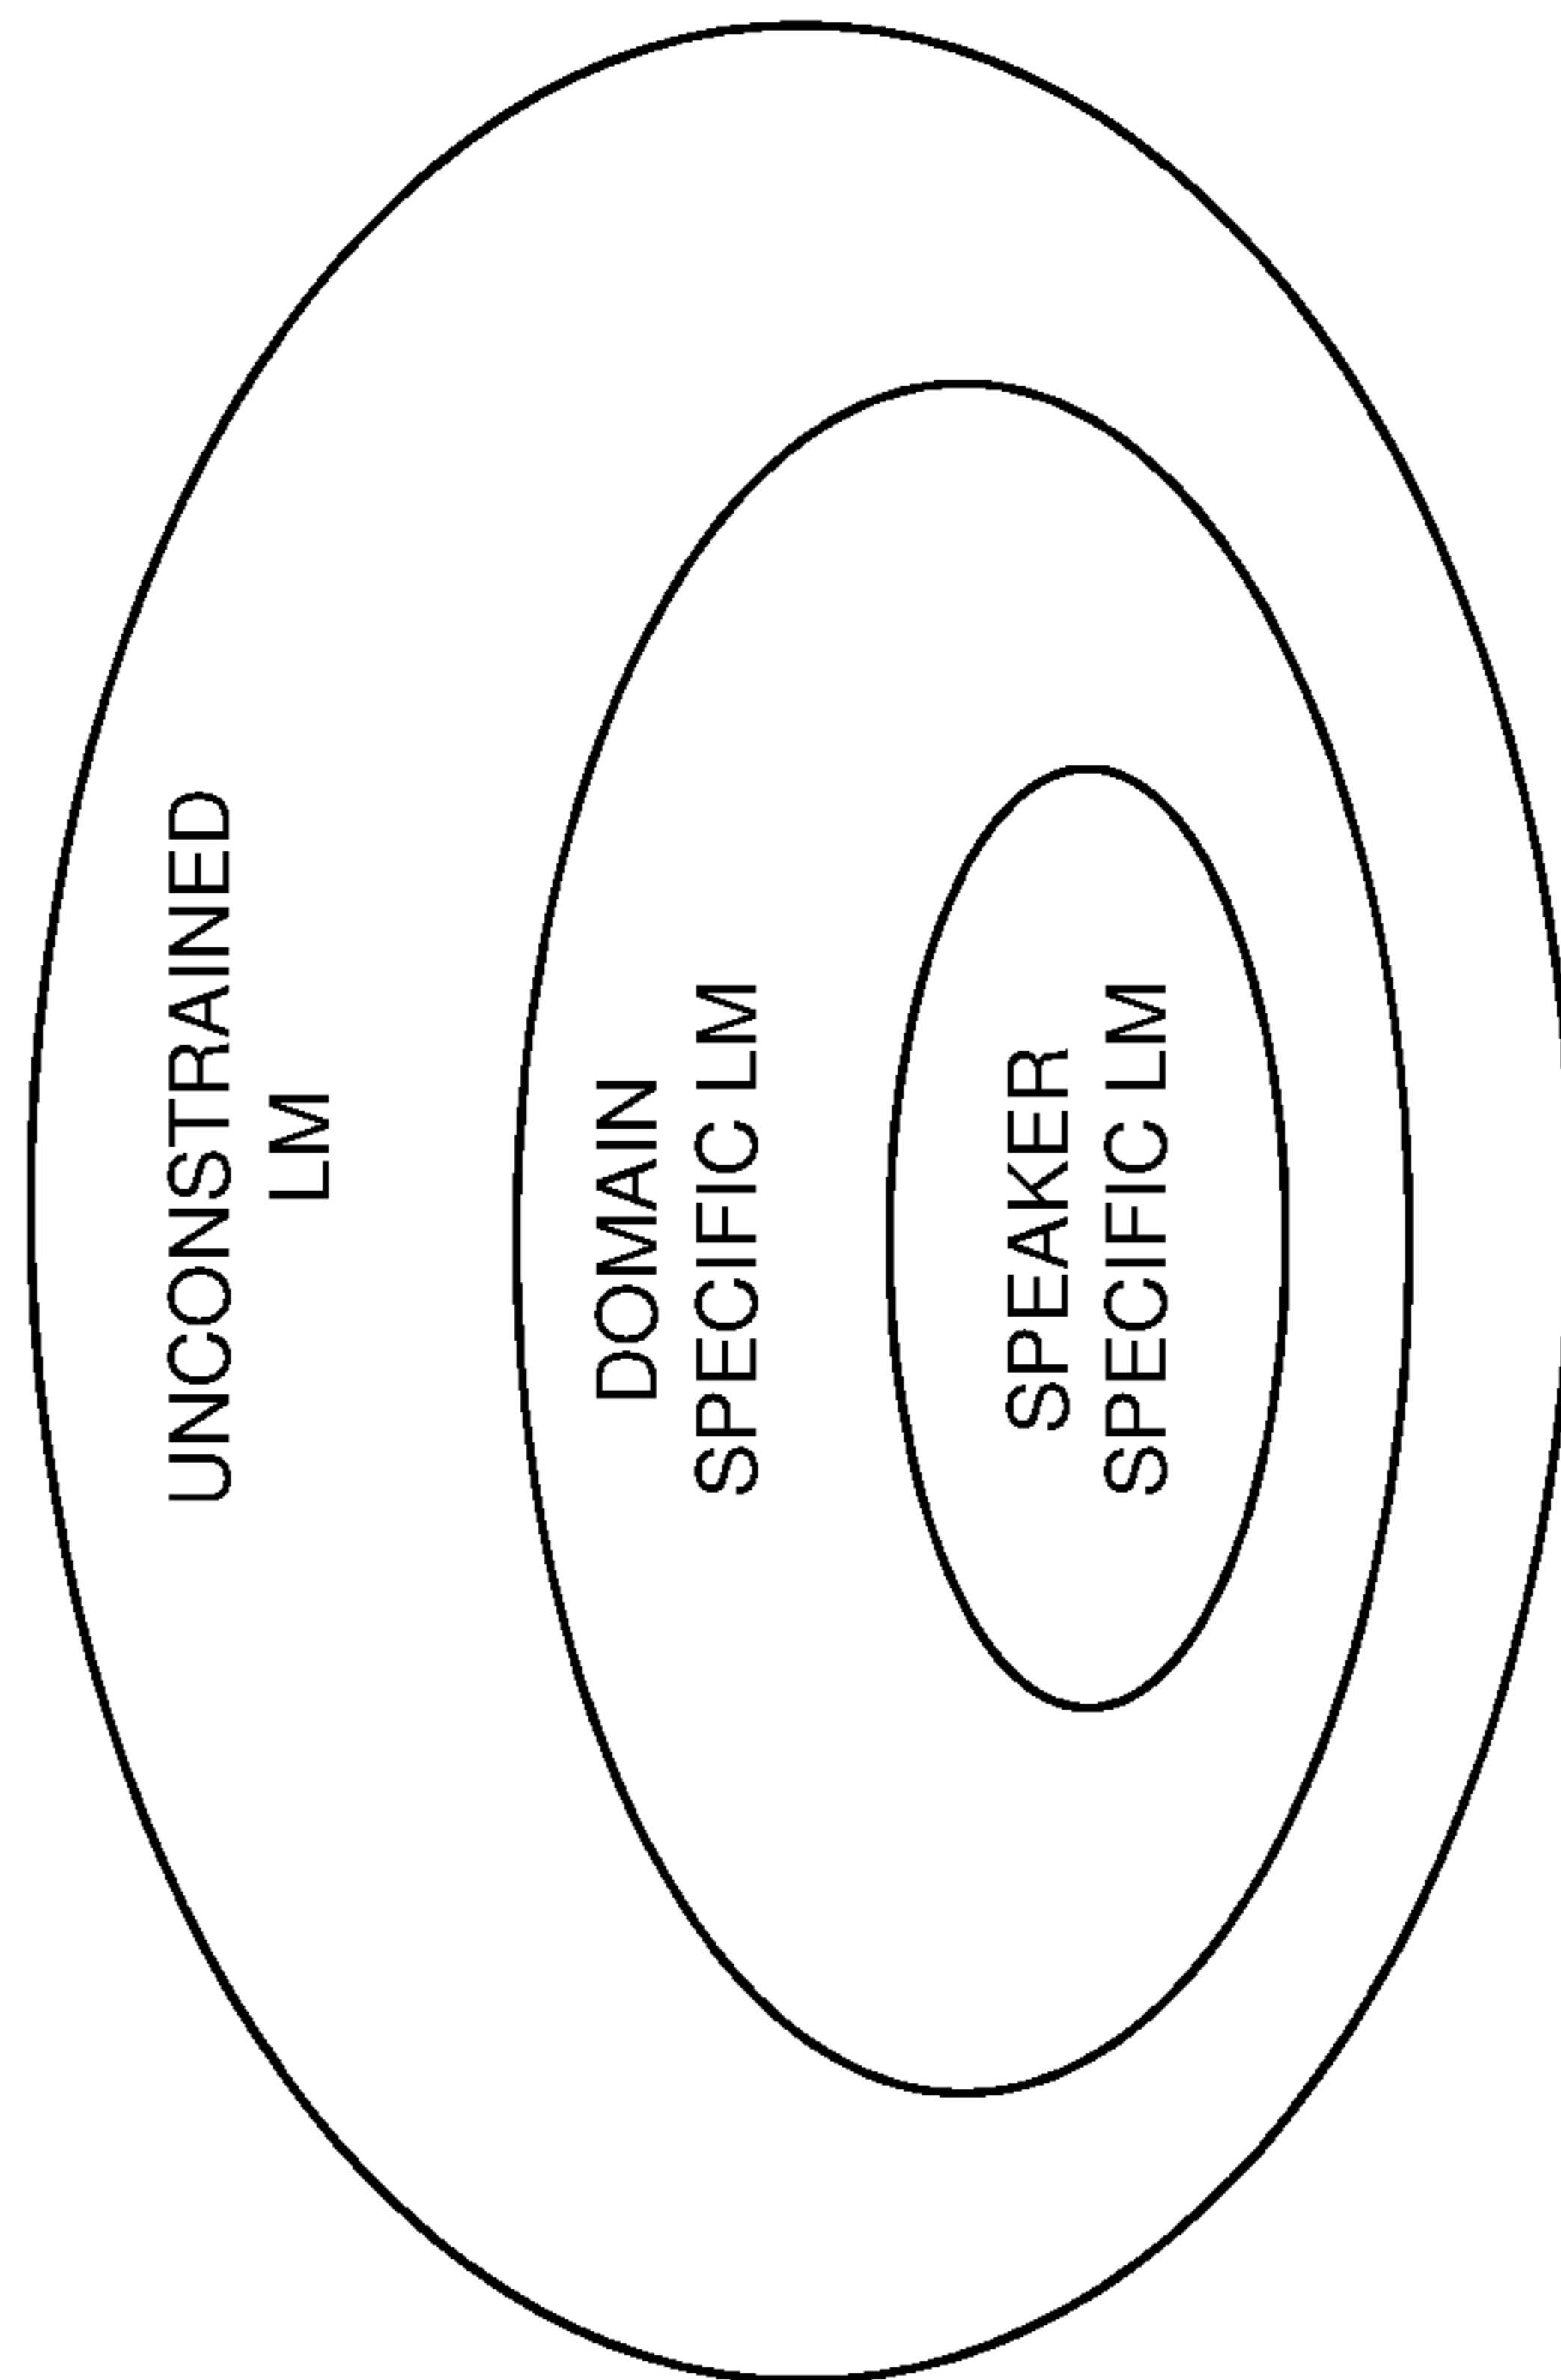 UNCONSTRAINED
LM
DOMAIN
SPECIFIC LM
SPEAKER
SPECIFIC LM